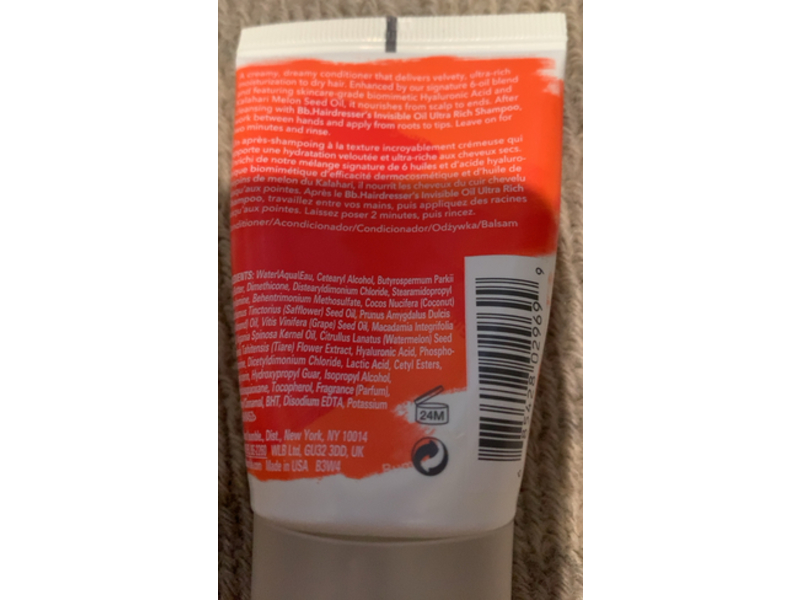 A creamy, dreamy conditioner that delivers velvety, ultra-rich
moisturization to dry hair. Enhanced by our signature 6 oil blend
and featuring skincare-grade biomimetic Hyaluronic Acid and
Kalahari Melon Seed Oil, it nourishes from scalp to ends. After
cleansing with Bb.Hairdresser's Invisible Oil Ultra Rich Shampoo,
work between hands and apply from roots to tips. Leave on for
two minutes and rinse.
après-shampoing à la texture incroyablement crémeuse qui
apporte une hydratation veloutée et ultra-riche aux cheveux secs.
de notre mélange signature de 6 huiles et d'acide hyaluro-
biomimétique d'efficacité dermocosmétique et d'huile de
de melon du Kalahari, il nourrit les cheveux du cuir chevelu
aux pointes. Après le Bb.Hairdresser's Invisible Oil Ultra Rich
travaillez entre vos mains, puis appliquez des racines
aux pointes. Laissez poser 2 minutes, puis rincez.
ditioner/Acondicionador/Condicionador/Odżywka/Balsam
DIENTS: Water\Aqua\Eau, Cetearyl Alcohol, Butyrospermum Parkii
Dimethicone, Distearyldimonium Chloride, Stearamidopropyl
Behentrimonium Methosulfate, Cocos Nucifera (Coconut)
Tinctorius (Safflower) Seed Oil, Prunus Amygdalus Dulcis
Oil, Vitis Vinifera (Grape) Seed Oil, Macadamia Integrifolia
Spinosa Kernel Oil, Citrullus Lanatus (Watermelon) Seed
Tahitensis (Tiare) Flower Extract, Hyaluronic Acid, Phospho-
Dicetyldimonium Chloride, Lactic Acid, Cetyl Esters,
Hydroxypropyl Guar, Isopropyl Alcohol,
Tocopherol, Fragrance (Parfum),
BHT, Disodium EDTA, Potassium
Dist., New York, NY 10014
WLB Ltd, GU32 3DD, UK
Made in USA B3W4
24M
85428 02969 9